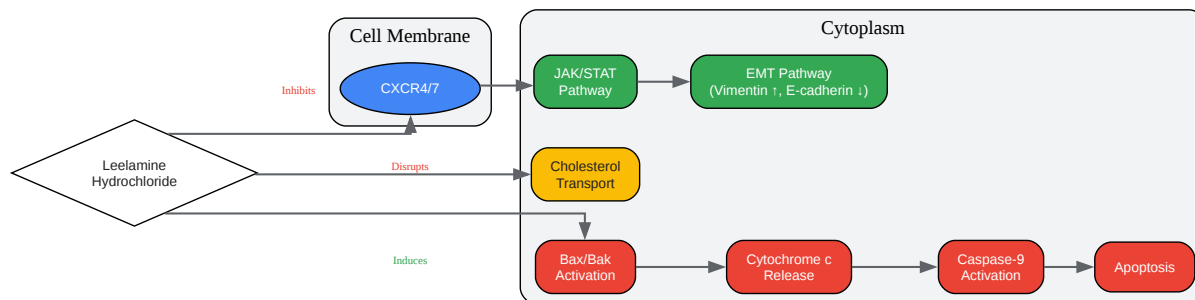 Cell Membrane
Cytoplasm
CXCR4/7
JAK/STAT
Pathway
EMT Pathway
(Vimentin ↑, E-cadherin ↓)
Inhibits
Leelamine
Hydrochloride
Disrupts
Cholesterol
Transport
Induces
Bax/Bak
Activation
Cytochrome c
Release
Caspase-9
Activation
Apoptosis